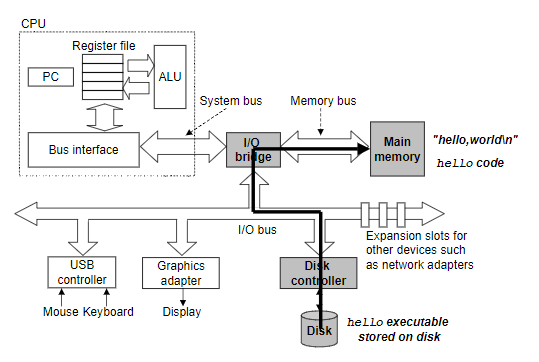 CPU
Register file
PC
ALU
System bus
Memory bus
Bus interface
I/O
bridge
Main
memory
"hello,world\n"
hello code
I/O bus
Expansion slots for
other devices such
as network adapters
USB
controller
Graphics
adapter
Disk
controller
Mouse Keyboard
Display
Disk
hello executable
stored on disk